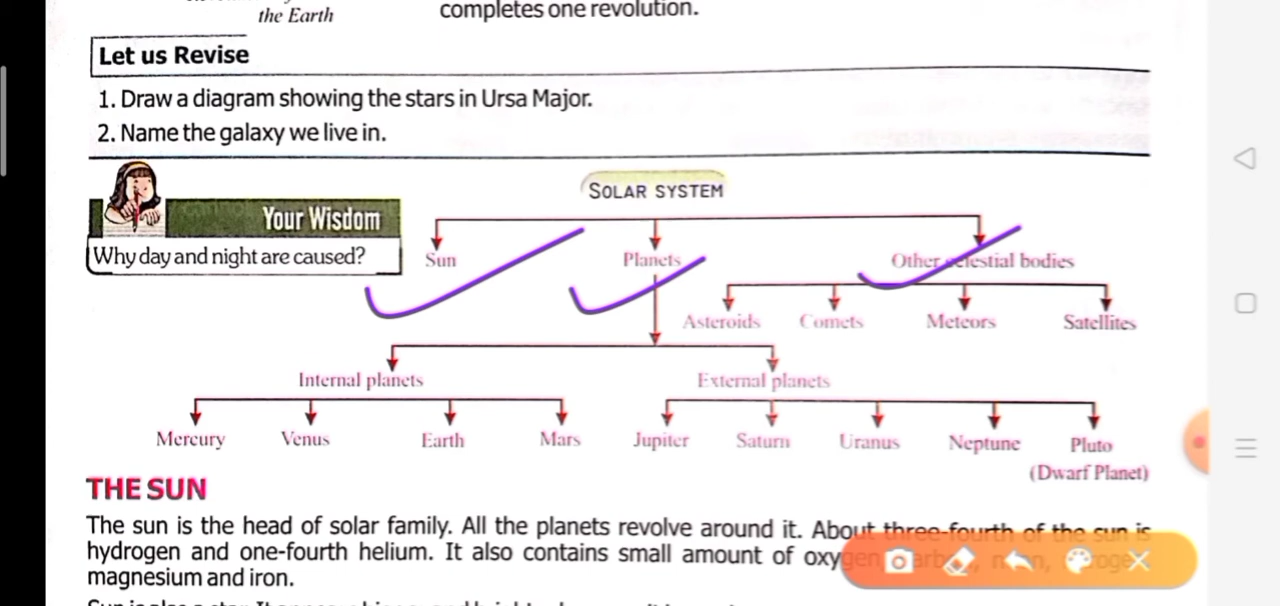 the Earth
completes one revolution.
Let us Revise
1. Draw a diagram showing the stars in Ursa Major.
2. Name the galaxy we live in.
SOLAR SYSTEM
Your Wisdom
Why day and night are caused?
Sun Planets Other celestial bodies
Asteroids Comets Meteors Satellites
Internal planets External planets
Mercury Venus Earth Mars Jupiter Saturn Uranus Neptune Pluto
(Dwarf Planet)
THE SUN
The sun is the head of solar family. All the planets revolve around it. About three-fourth of the sun is
hydrogen and one-fourth helium. It also contains small amount of oxygen,
magnesium and iron.